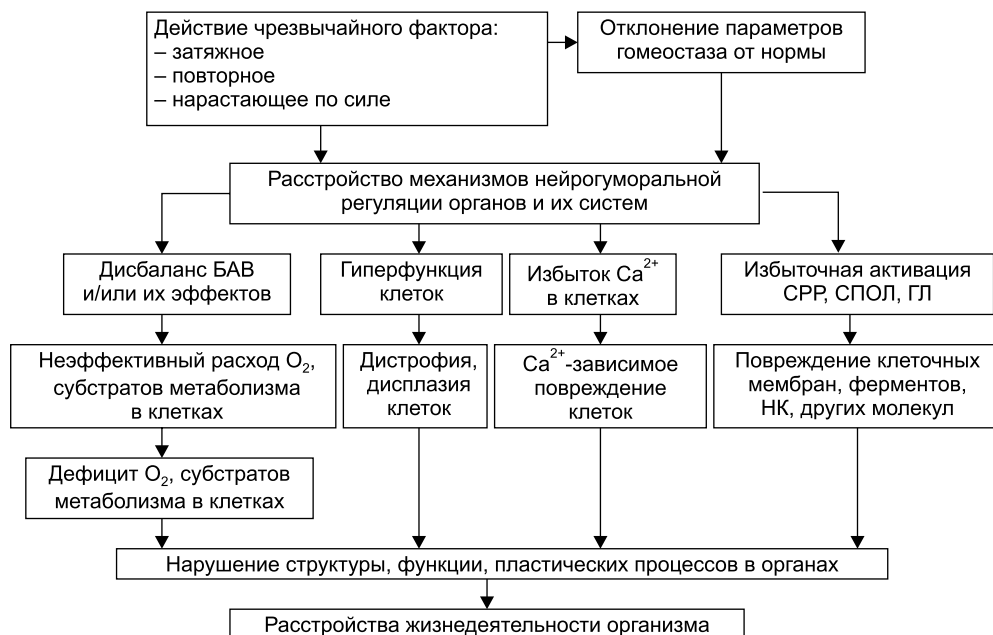 Действие чрезвычайного фактора:
– затяжное
– повторное
– нарастающее по силе
Отклонение параметров
гомеостаза от нормы
Расстройство механизмов нейрогуморальной
регуляции органов и их систем
Дисбаланс БАВ
и/или их эффектов
Гиперфункция
клеток
Избыток Ca²⁺
в клетках
Избыточная активация
СРР, СПОЛ, ГЛ
Неэффективный расход O₂,
субстратов метаболизма
в клетках
Дистрофия,
дисплазия
клеток
Ca²⁺-зависимое
повреждение
клеток
Повреждение клеточных
мембран, ферментов,
НК, других молекул
Дефицит O₂, субстратов
метаболизма в клетках
Нарушение структуры, функции, пластических процессов в органах
Расстройства жизнедеятельности организма